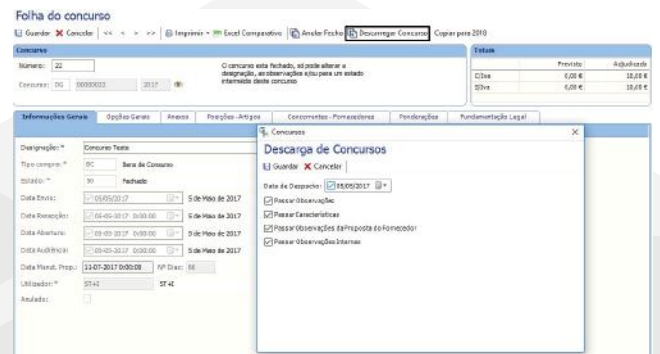 Folha do concurso
Guardar Cancelar << < > >> Imprimir Excel Comparativo Anular Fecho Descarregar Concurso Copiar para 2018
Concurso
Número: 22
O concurso esta fechado, só pode alterar a
designação, as observações e/ou para um estado
intermédio deste concurso
Concurso: DG 00000022 2017
Totais
Previsto Adjudicado
C/Iva 0,00 € 18,68 €
S/Iva 0,00 €
Informações Gerais Opções Gerais Anexos Posições-Artigos Concorrentes-Fornecedores Ponderações Fundamentação Legal
Designação: * Concurso Teste
Tipo compra: * BC Bens de Consumo
Estado: * 90 Fechado
Data Envio: 05/05/2017 5 de Maio de 2017
Data Receção: 05-05-2017 0:00:00 5 de Maio de 2017
Data Abertura: 05-05-2017 0:00:00 5 de Maio de 2017
Data Audiência: 05-05-2017 0:00:00 5 de Maio de 2017
Data Manut. Prop.: 13-07-2017 0:00:00 Nº Dias:
Utilizador: * ST+I ST+I
Anulado:
Concursos
Descarga de Concursos
Guardar Cancelar
Data de Despacho: 05/05/2017
Passar Observações
Passar Características
Passar Observações da Proposta do Fornecedor
Passar Observações Internas